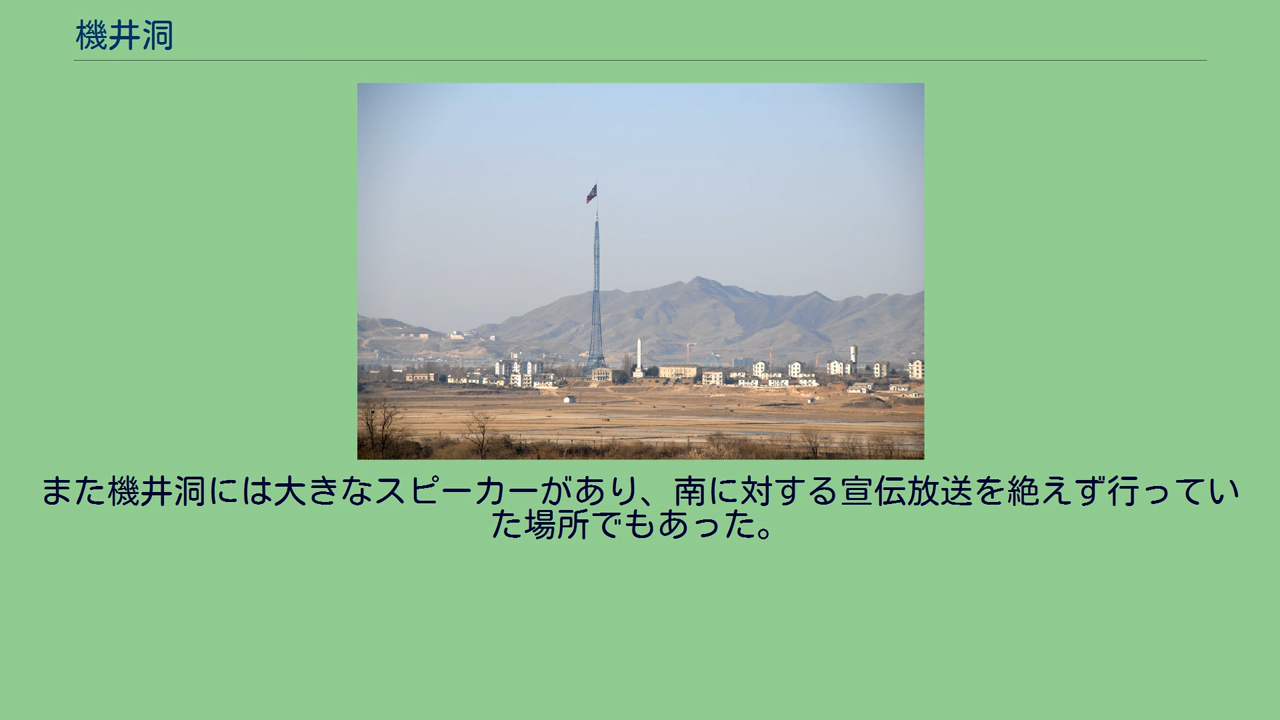 機井洞
また機井洞には大きなスピーカーがあり、南に対する宣伝放送を絶えず行ってい
た場所でもあった。